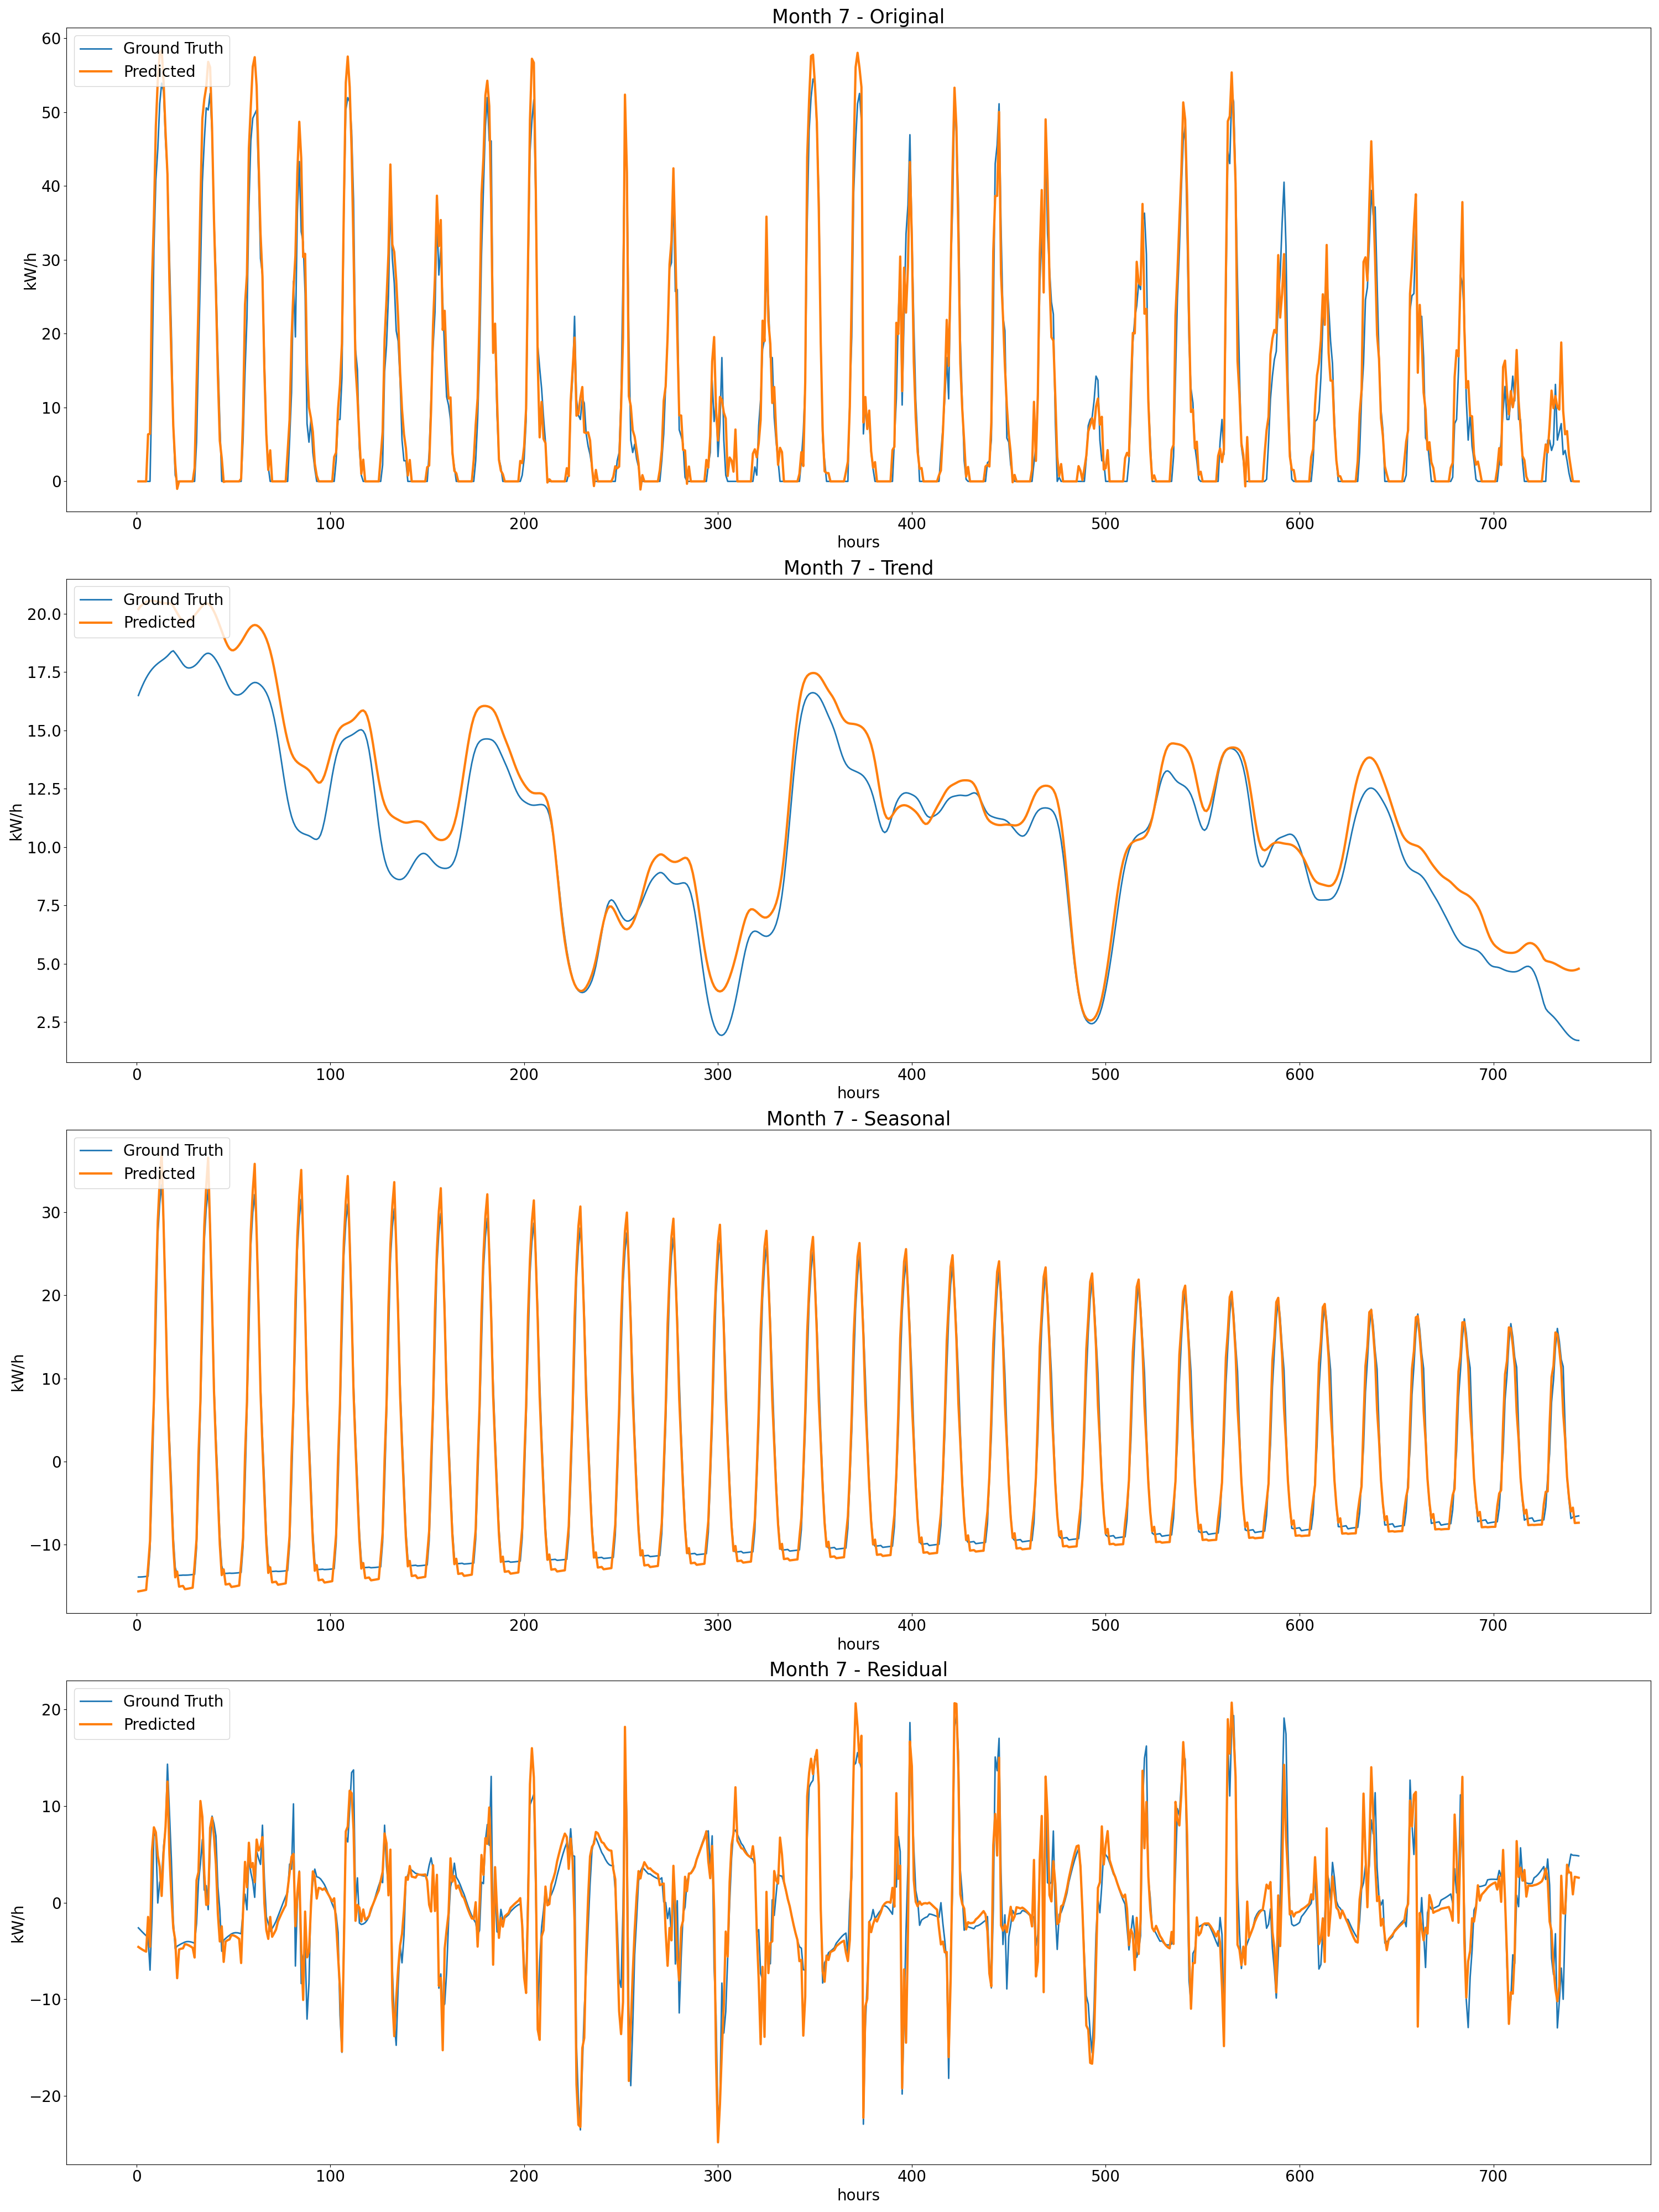 Month 7 - Original
Ground Truth
Predicted
60
50
40
30
20
10
0
kW/h
0 100 200 300 400 500 600 700
hours
Month 7 - Trend
Ground Truth
Predicted
20.0
17.5
15.0
12.5
10.0
7.5
5.0
2.5
kW/h
0 100 200 300 400 500 600 700
hours
Month 7 - Seasonal
Ground Truth
Predicted
30
20
10
0
−10
kW/h
0 100 200 300 400 500 600 700
hours
Month 7 - Residual
Ground Truth
Predicted
20
10
0
−10
−20
kW/h
0 100 200 300 400 500 600 700
hours